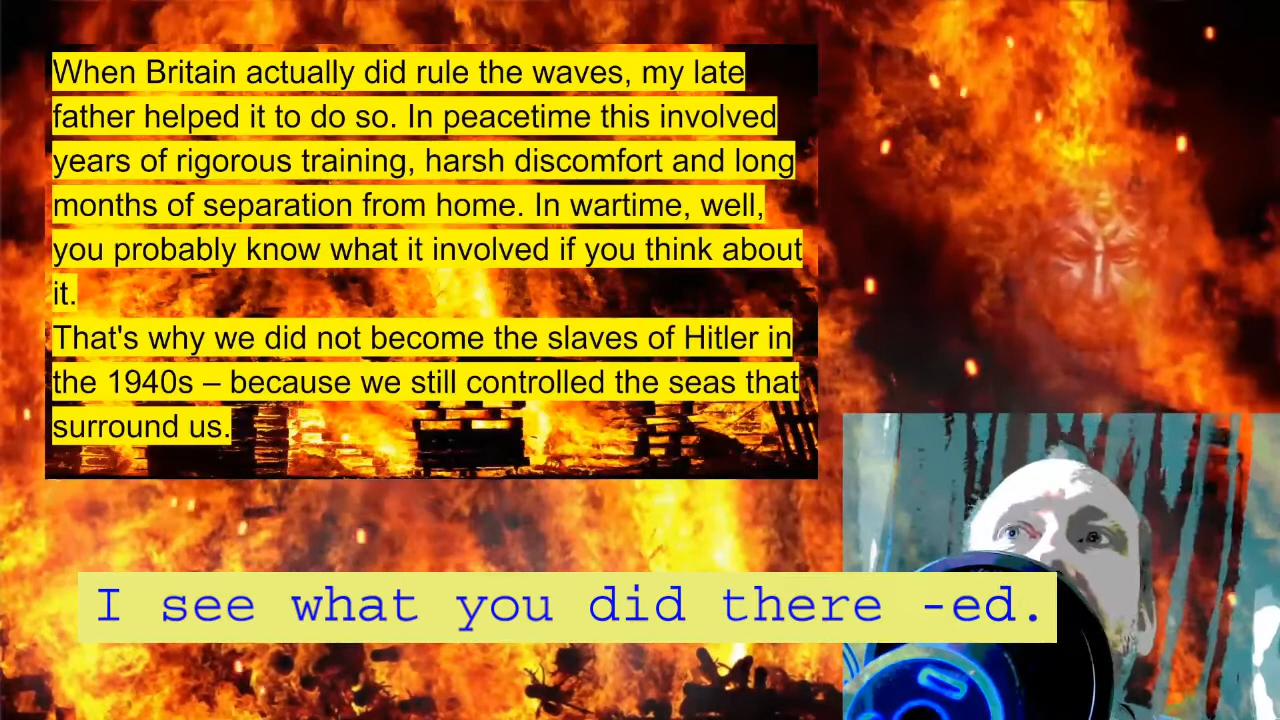 When Britain actually did rule the waves, my late
father helped it to do so. In peacetime this involved
years of rigorous training, harsh discomfort and long
months of separation from home. In wartime, well,
you probably know what it involved if you think about
it.
That's why we did not become the slaves of Hitler in
the 1940s – because we still controlled the seas that
surround us.
I see what you did there -ed.